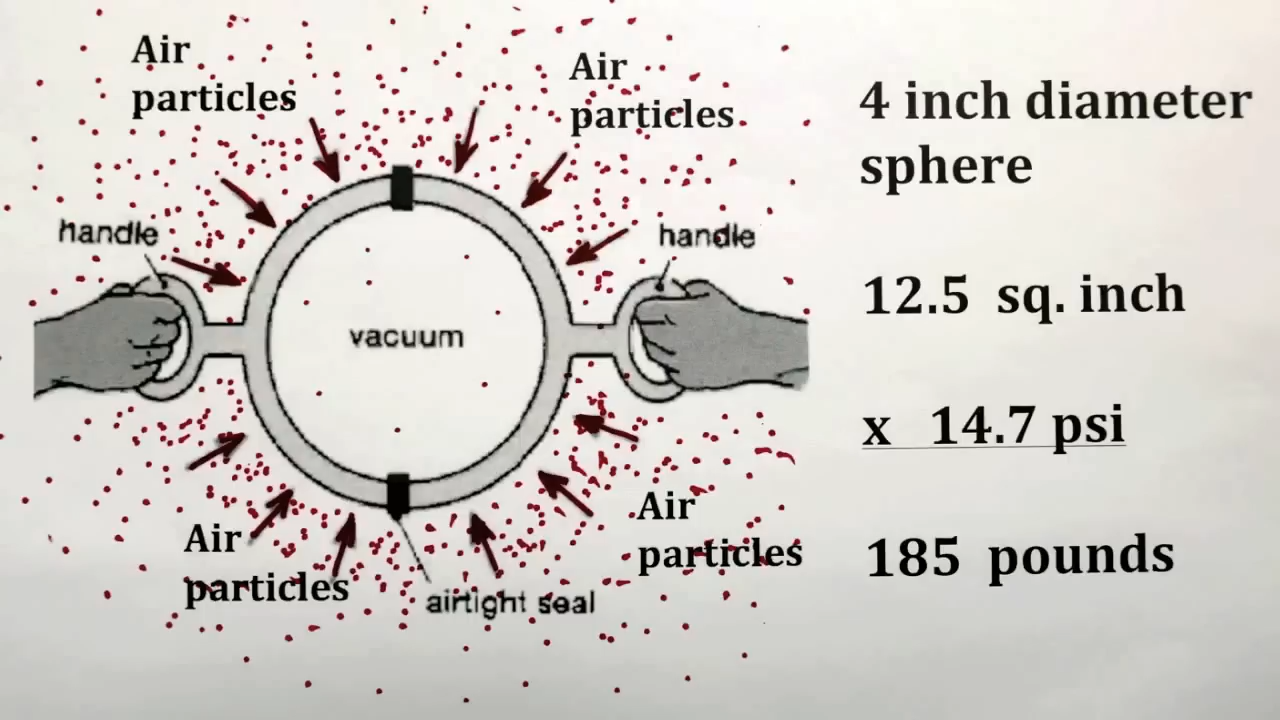 Air
particles
Air
particles
handle
handle
vacuum
Air
particles
Air
particles
airtight seal
4 inch diameter
sphere
12.5 sq. inch
x 14.7 psi
185 pounds